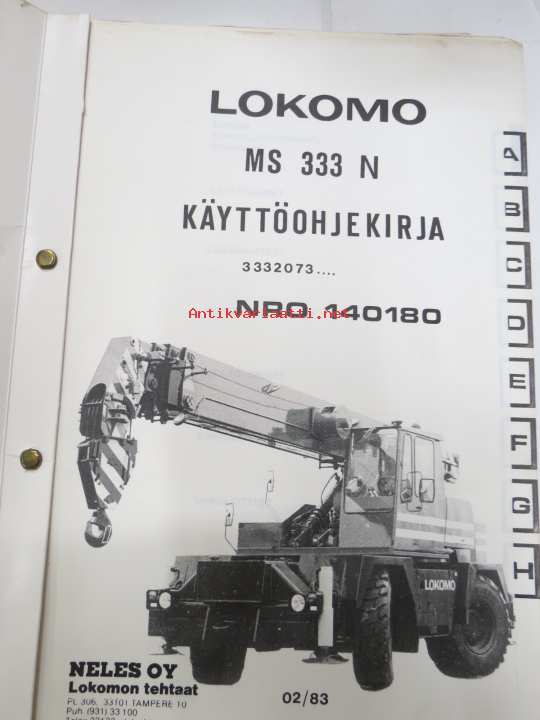 LOKOMO
MS 333 N
KÄYTTÖOHJEKIRJA
3332073....
Antikvariaatti.net
NRO 140180
A
B
C
D
E
F
G
H
LOKOMO
NELES OY
Lokomon tehtaat
PL 306, 33101 TAMPERE 10
Puh. (931) 33 100
02/83